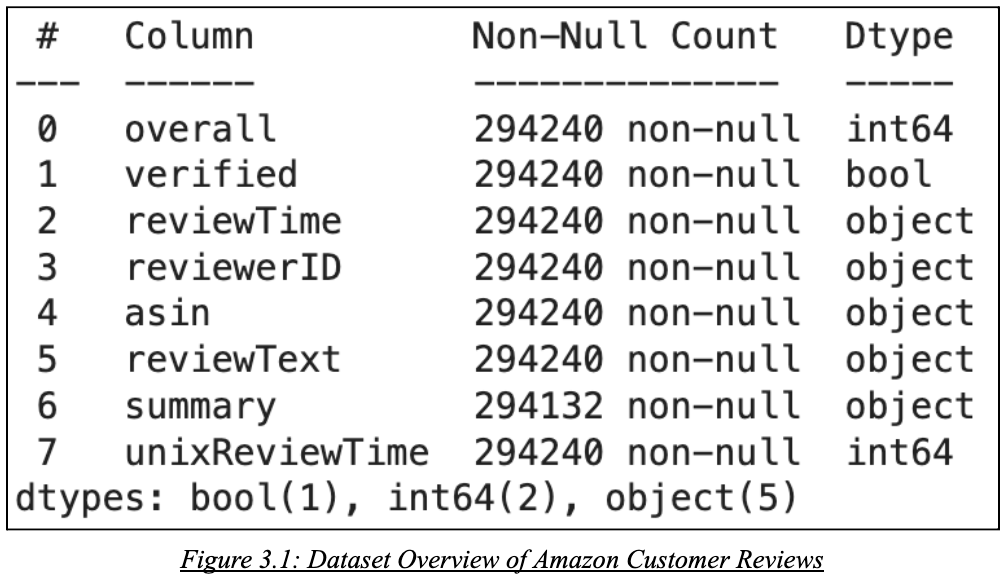 # Column Non-Null Count Dtype
--- ------ -------------- -----
0 overall 294240 non-null int64
1 verified 294240 non-null bool
2 reviewTime 294240 non-null object
3 reviewerID 294240 non-null object
4 asin 294240 non-null object
5 reviewText 294240 non-null object
6 summary 294132 non-null object
7 unixReviewTime 294240 non-null int64
dtypes: bool(1), int64(2), object(5)
Figure 3.1: Dataset Overview of Amazon Customer Reviews